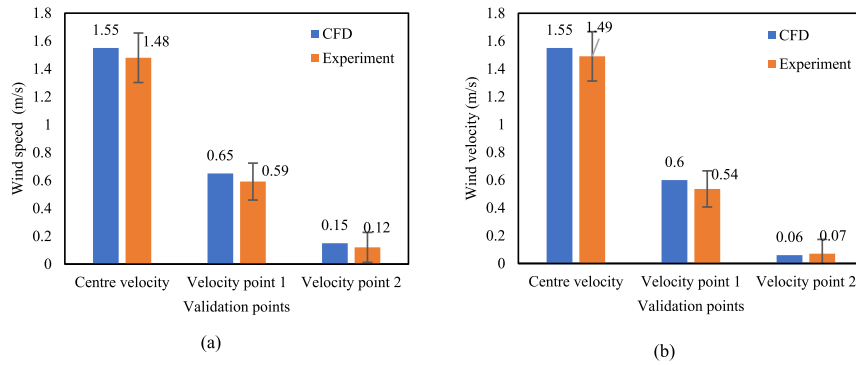 1.8
1.6
1.4
1.2
1
0.8
0.6
0.4
0.2
0
Wind speed (m/s)
1.55
1.48
0.65
0.59
0.15
0.12
CFD
Experiment
Centre velocity
Velocity point 1
Velocity point 2
Validation points
(a)
1.8
1.6
1.4
1.2
1
0.8
0.6
0.4
0.2
0
Wind velocity (m/s)
1.55
1.49
0.6
0.54
0.06
0.07
CFD
Experiment
Centre velocity
Velocity point 1
Velocity point 2
Validation points
(b)